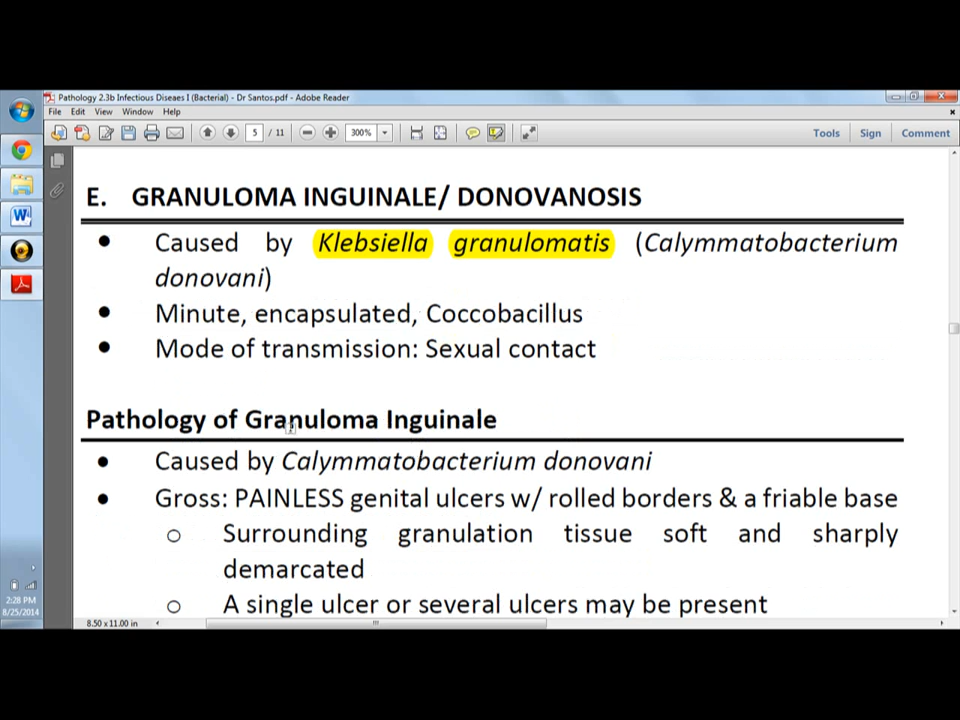 Pathology 2.3b Infectious Diseaes I (Bacterial) - Dr Santos.pdf - Adobe Reader
File Edit View Window Help
5 / 11 300% Tools Sign Comment
E. GRANULOMA INGUINALE/ DONOVANOSIS
• Caused by Klebsiella granulomatis (Calymmatobacterium
donovani)
• Minute, encapsulated, Coccobacillus
• Mode of transmission: Sexual contact
Pathology of Granuloma Inguinale
• Caused by Calymmatobacterium donovani
• Gross: PAINLESS genital ulcers w/ rolled borders & a friable base
o Surrounding granulation tissue soft and sharply
demarcated
o A single ulcer or several ulcers may be present
8.50 x 11.00 in
2:28 PM
8/25/2014